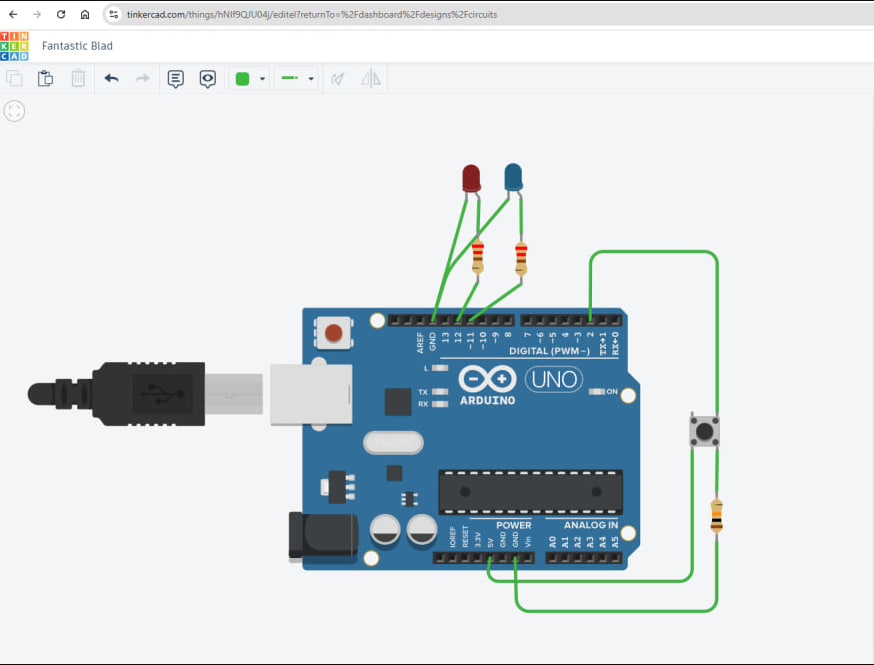 tinkercad.com/things/hNIf9QJU04j/editel?returnTo=%2Fdashboard%2Fdesigns%2Fcircuits
TIN
KER
CAD
Fantastic Blad
AREF
GND
13
12
~11
~10
~9
8
7
~6
~5
4
~3
2
TX→1
RX←0
DIGITAL (PWM~)
L
TX
RX
UNO
ARDUINO
ON
POWER
ANALOG IN
IOREF
RESET
3.3V
5V
GND
GND
Vin
A0
A1
A2
A3
A4
A5